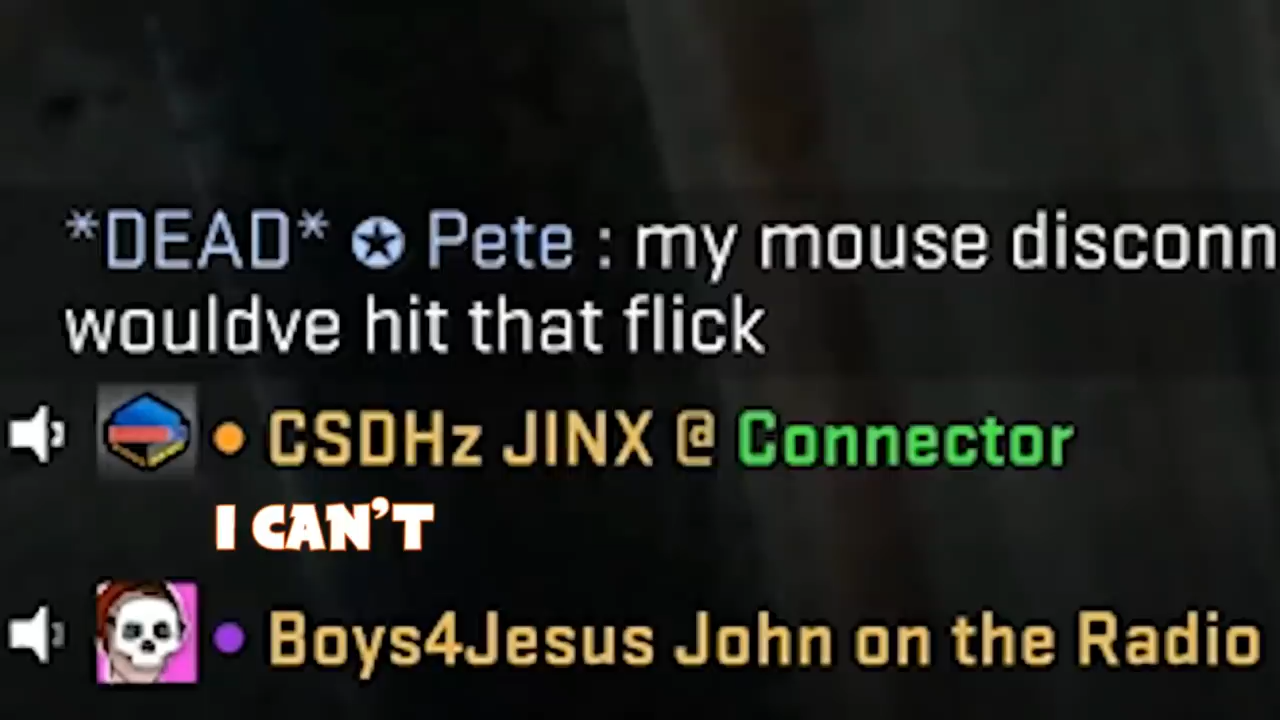 *DEAD* ✪ Pete : my mouse disconn
wouldve hit that flick
CSDHz JINX @ Connector
I CAN'T
Boys4Jesus John on the Radio